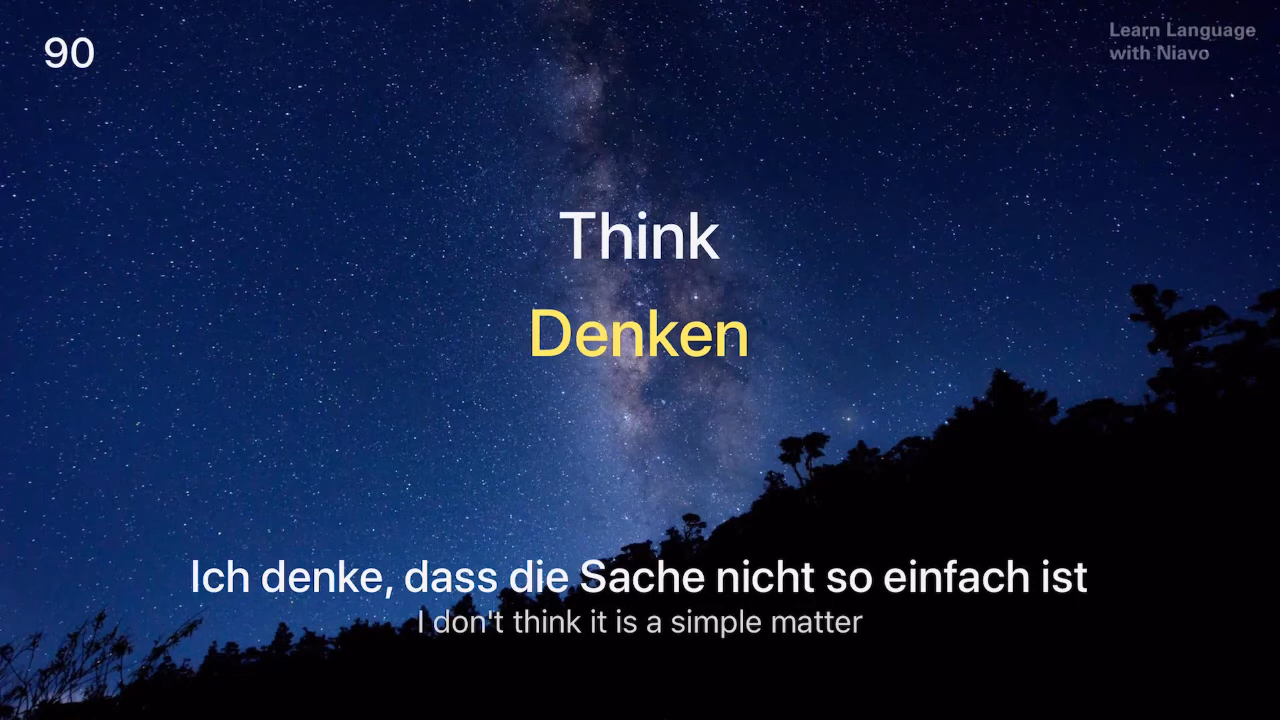 90
Learn Language
with Niavo
Think
Denken
Ich denke, dass die Sache nicht so einfach ist
I don't think it is a simple matter